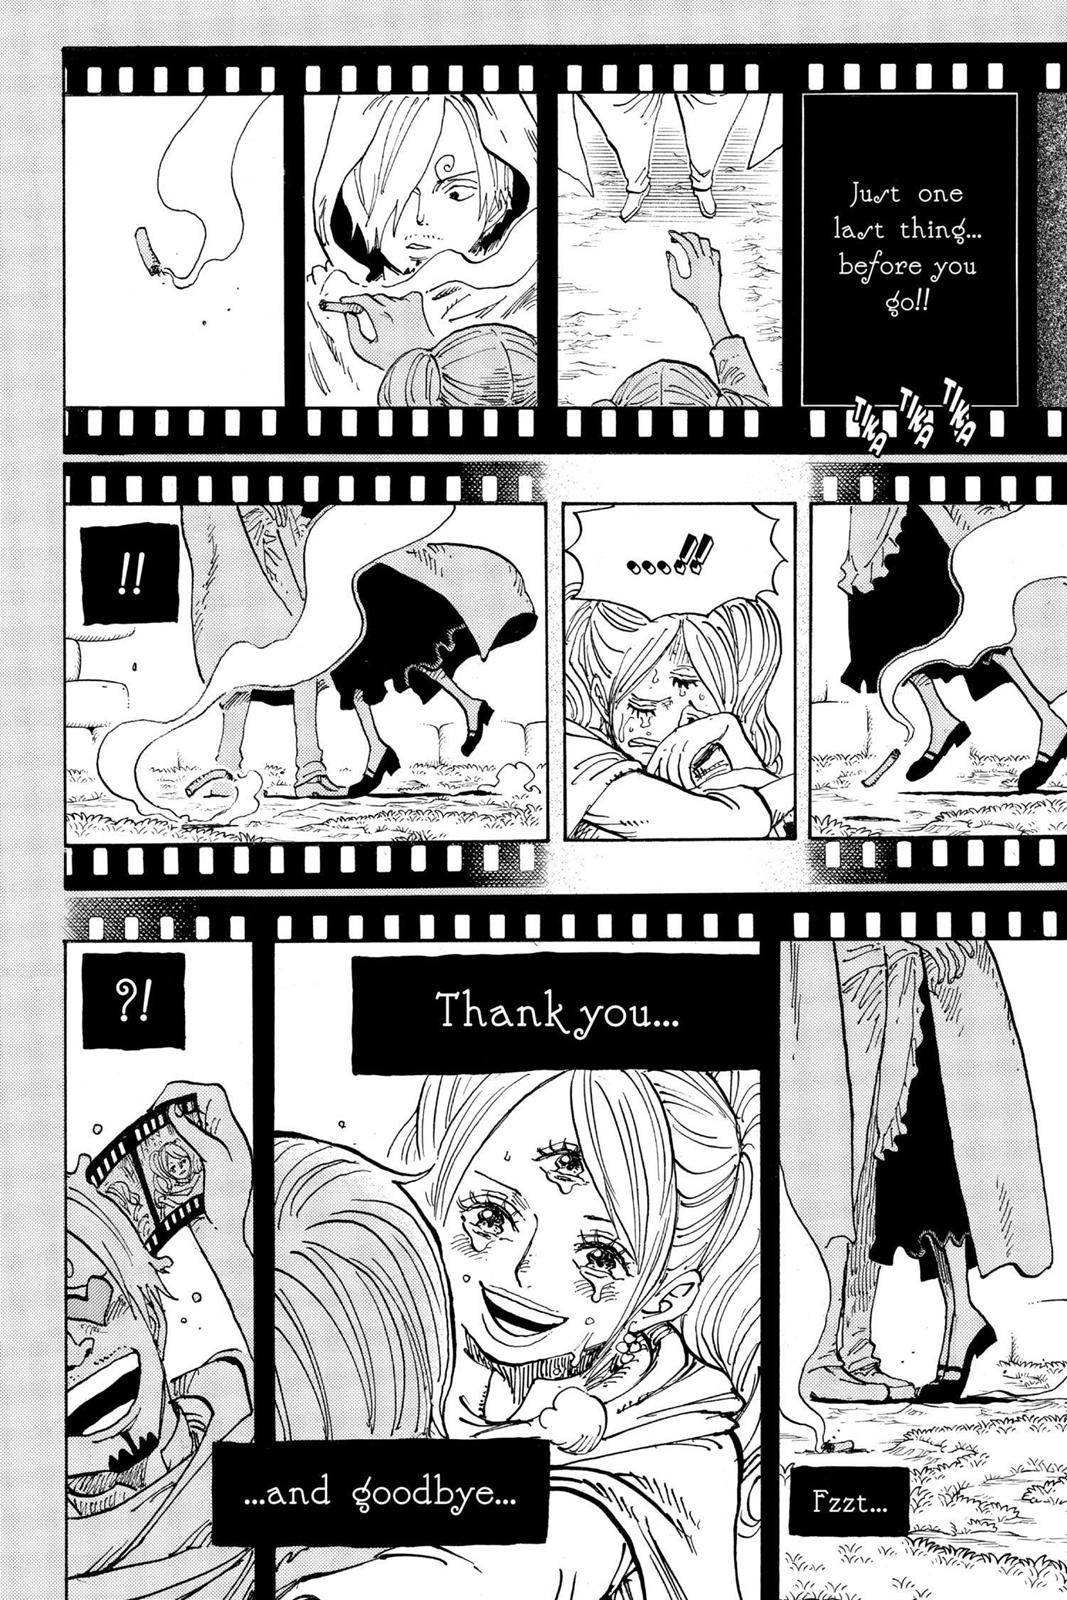 Just one
last thing...
before you
go!!
TIKA
TIKA
TIKA
.....!!
!!
Fzzt...
Thank you...
...and goodbye...
?!